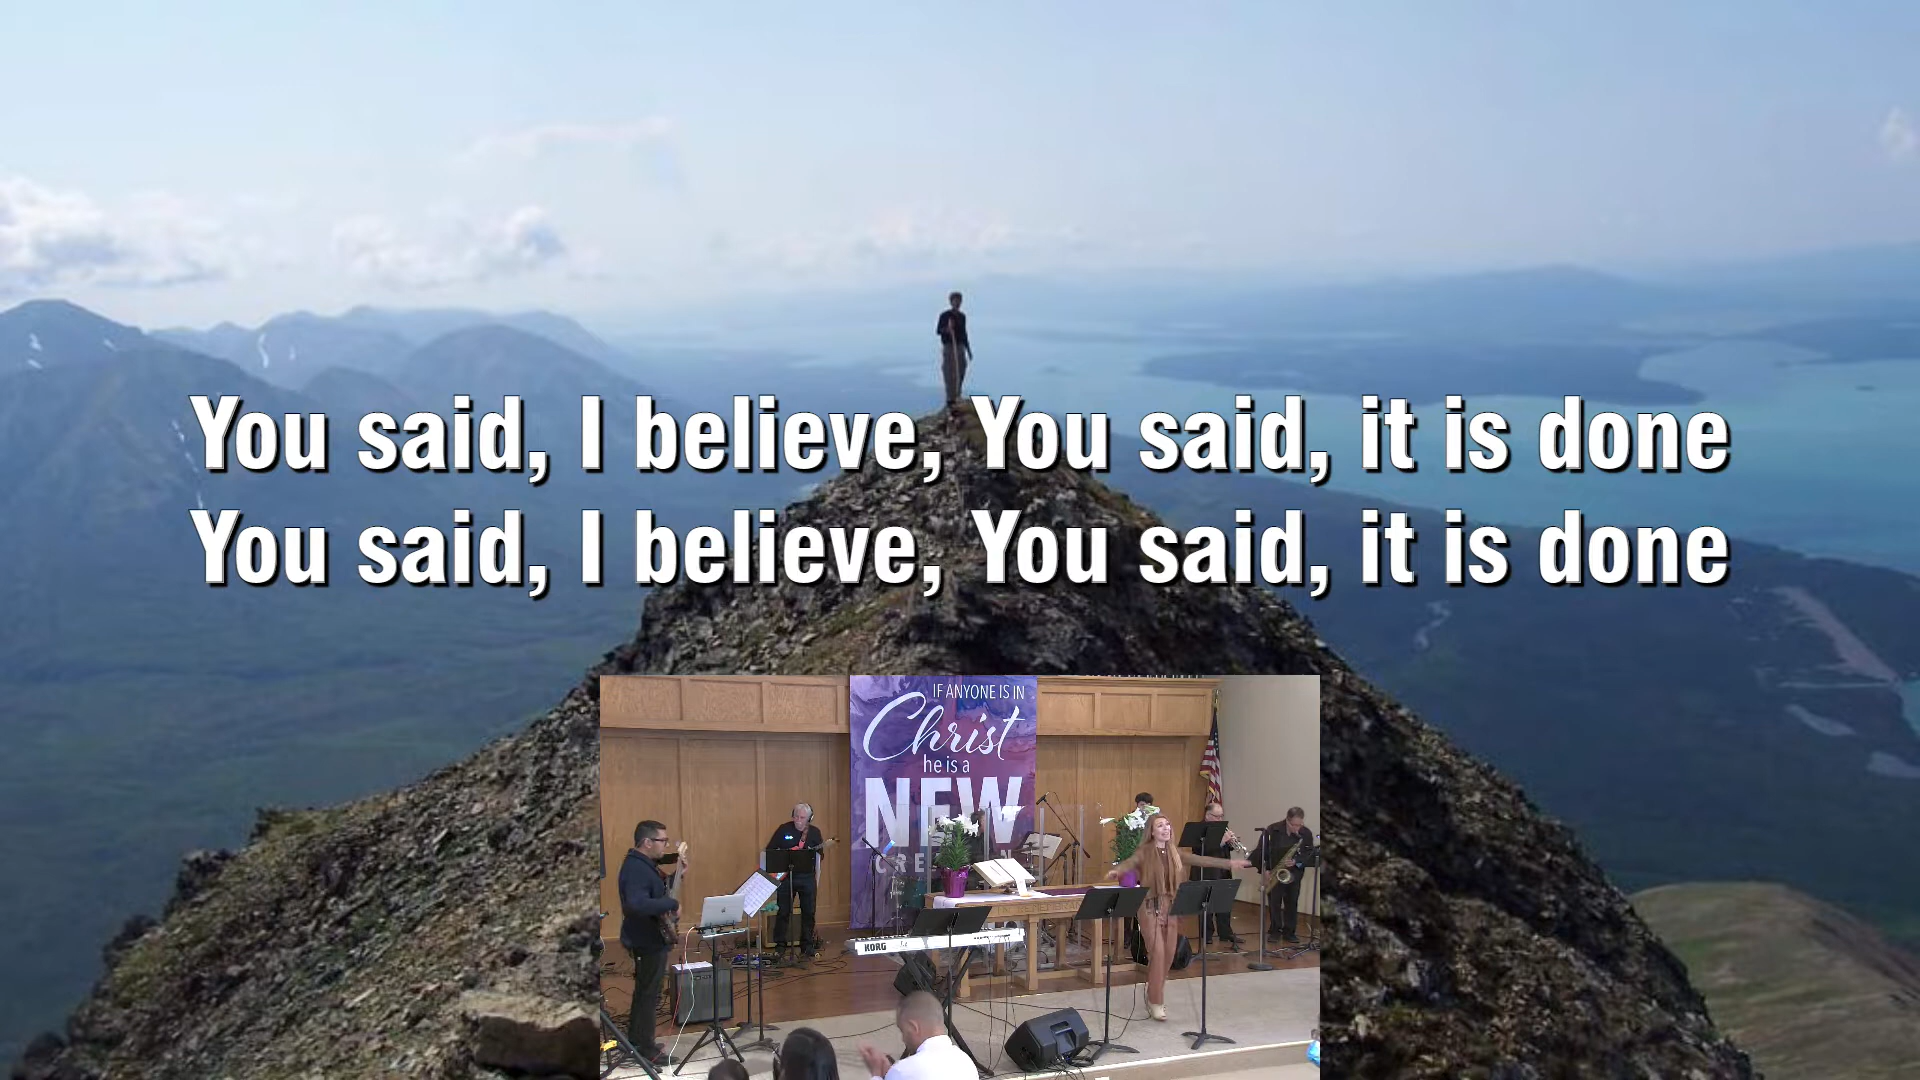 You said, I believe, You said, it is done
You said, I believe, You said, it is done
IF ANYONE IS IN
Christ
he is a
NEW
KORG